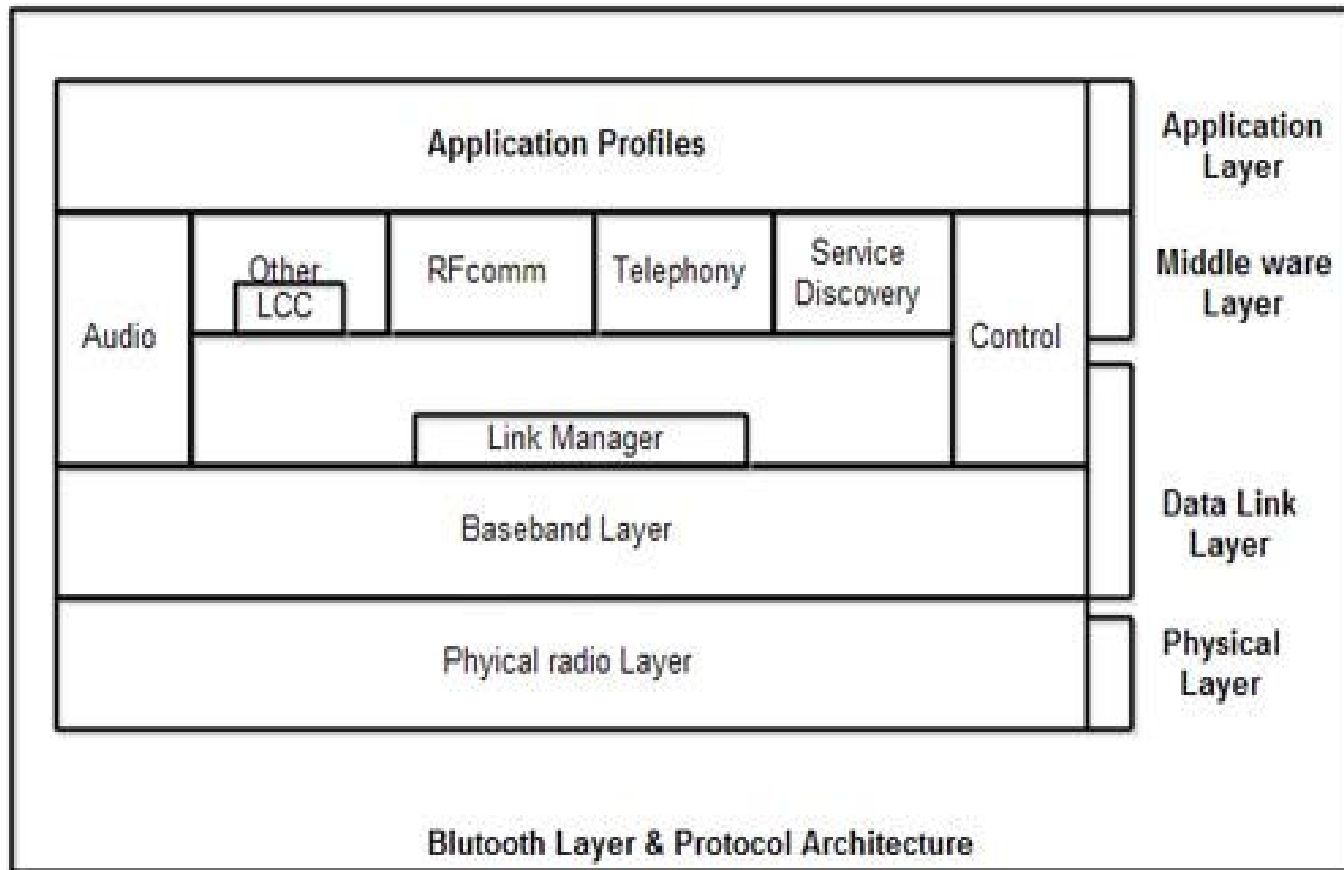 Application Profiles
Application
Layer
Other
LCC
RFcomm
Telephony
Service
Discovery
Middle ware
Layer
Audio
Control
Link Manager
Baseband Layer
Data Link
Layer
Phyical radio Layer
Physical
Layer
Blutooth Layer & Protocol Architecture